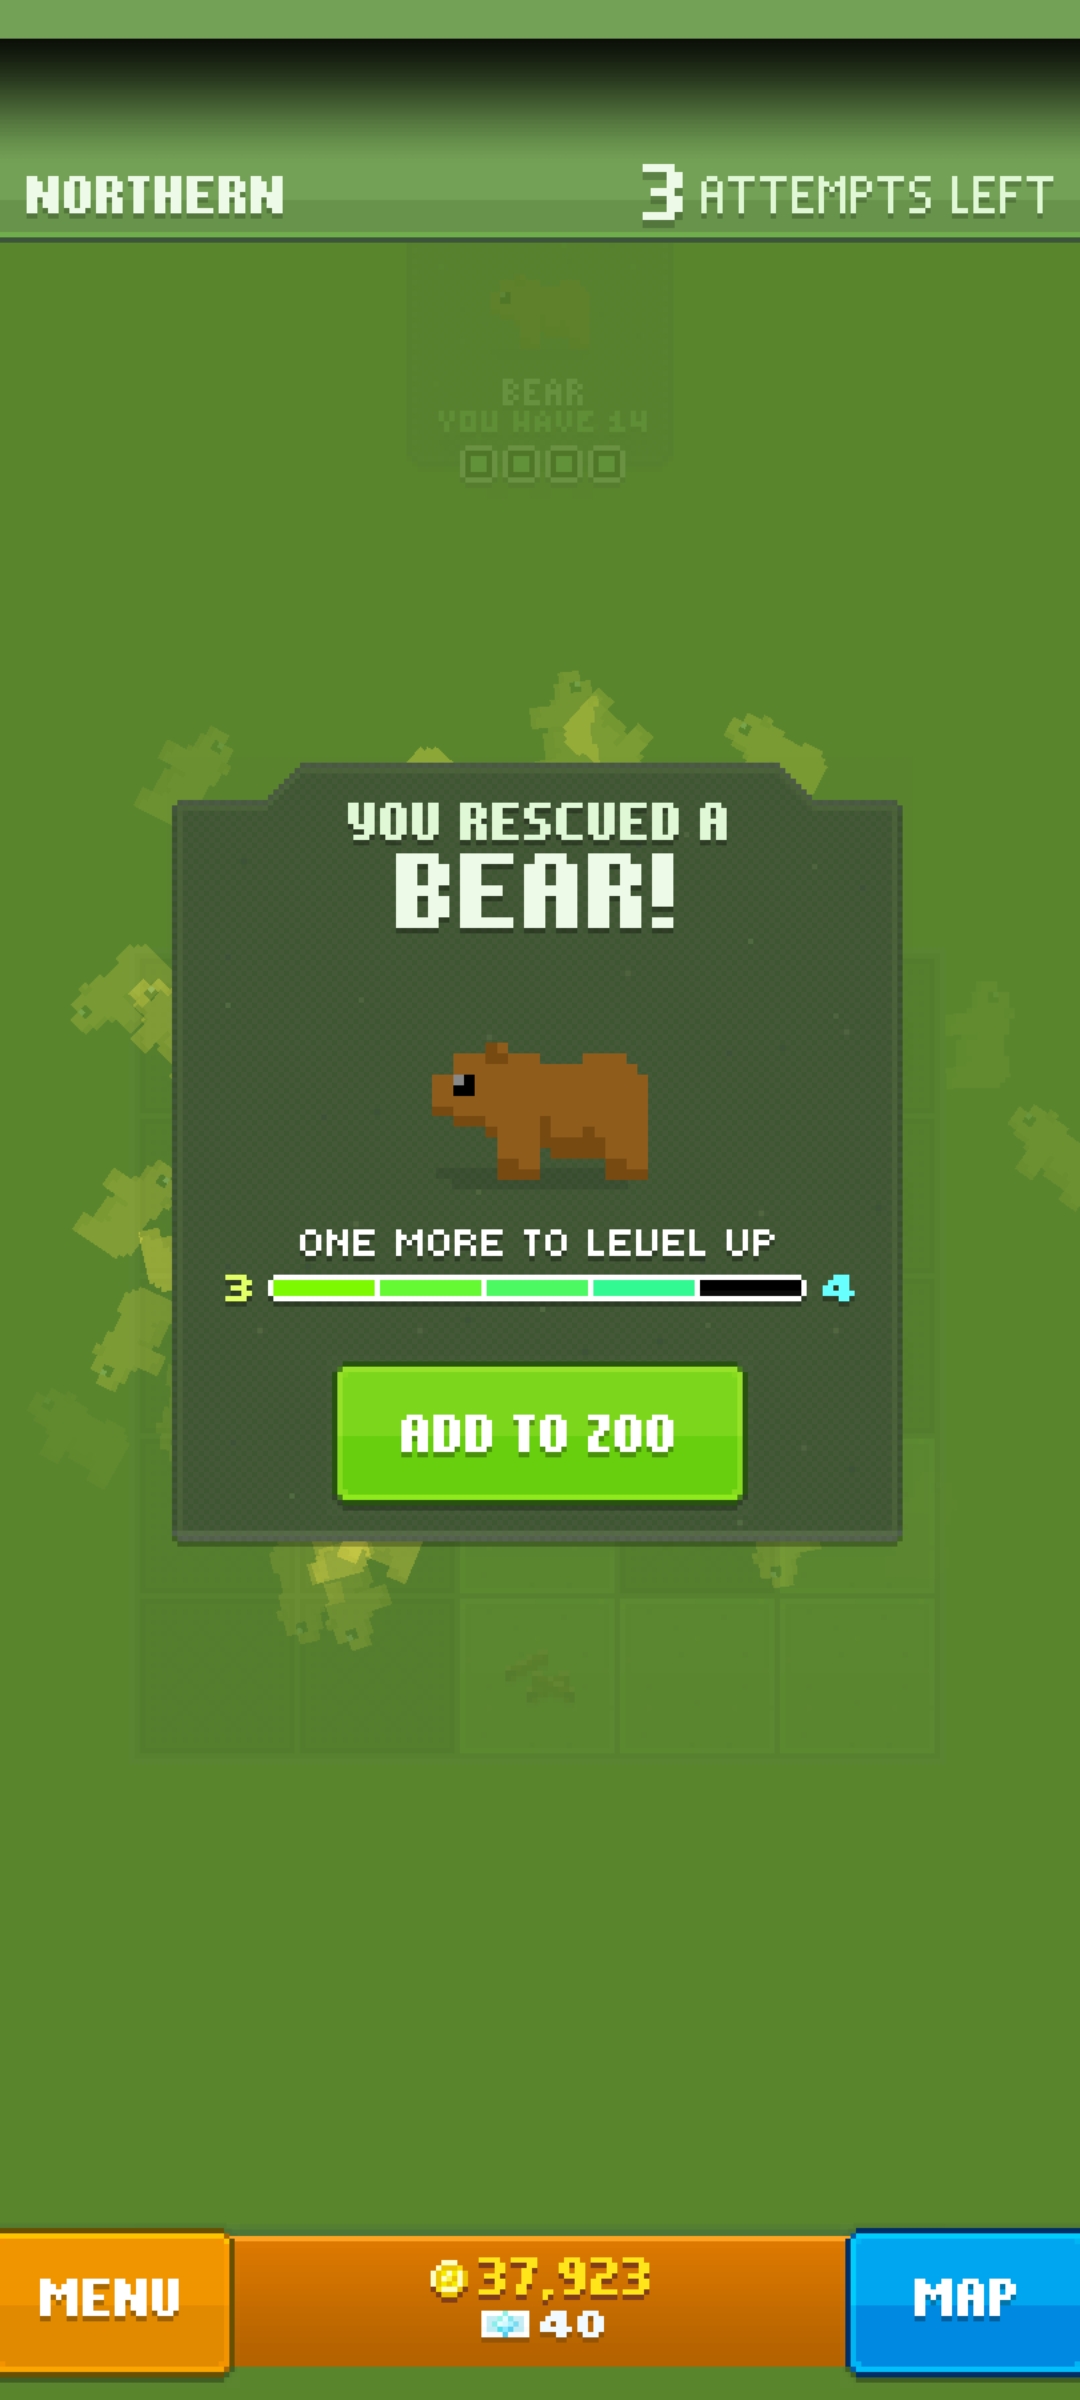 NORTHERN
3 ATTEMPTS LEFT
BEAR
YOU HAVE 14
YOU RESCUED A
BEAR!
ONE MORE TO LEVEL UP
3 4
ADD TO ZOO
MENU
37,923
40
MAP